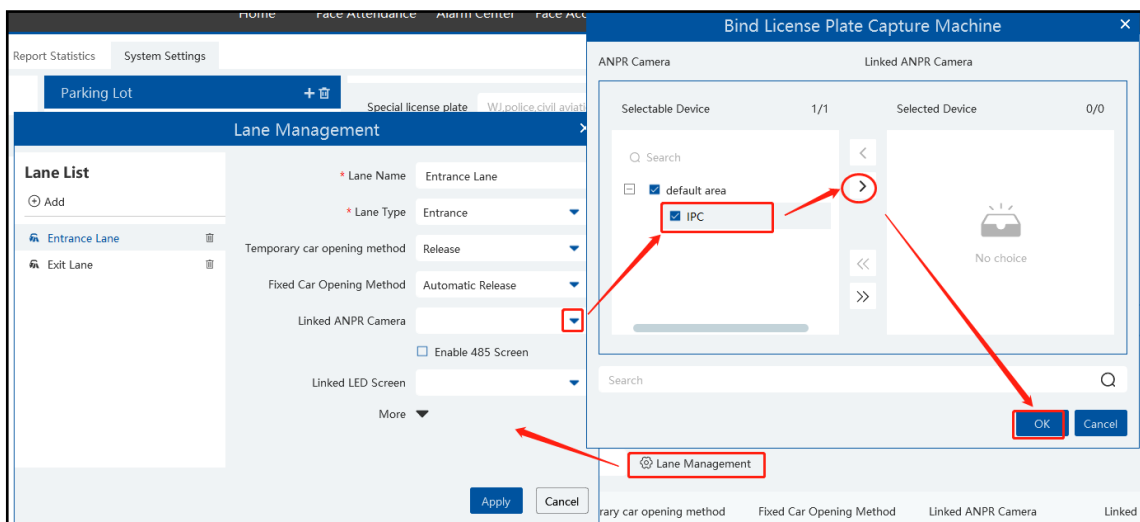 Home Face Attendance Alarm Center Face Acc
Report Statistics System Settings
Parking Lot
Special license plate WJ,police,civil aviati
Lane Management
Lane List
Add
Entrance Lane
Exit Lane
* Lane Name Entrance Lane
* Lane Type Entrance
Temporary car opening method Release
Fixed Car Opening Method Automatic Release
Linked ANPR Camera
Enable 485 Screen
Linked LED Screen
More
Apply Cancel
Bind License Plate Capture Machine
ANPR Camera Linked ANPR Camera
Selectable Device 1/1 Selected Device 0/0
Search
default area
IPC
No choice
Search
OK Cancel
Lane Management
rary car opening method Fixed Car Opening Method Linked ANPR Camera Linked